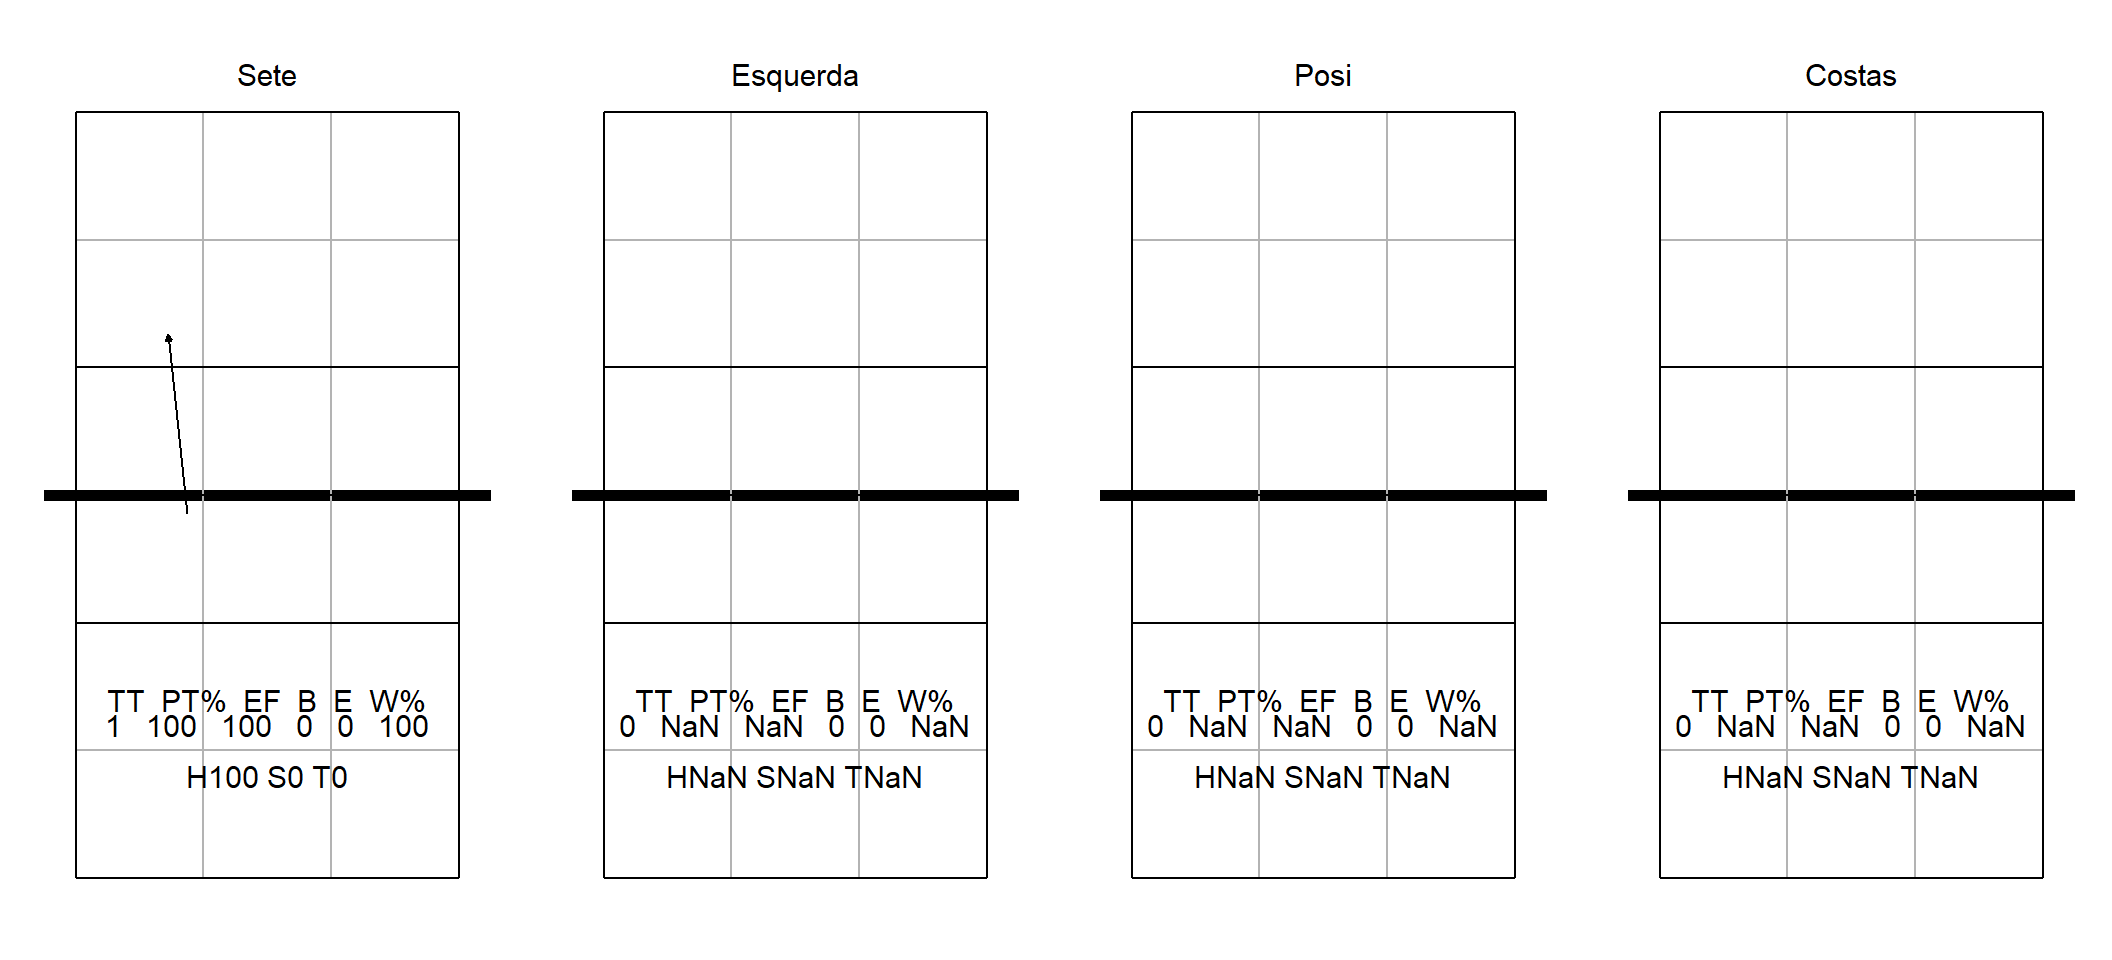 Sete
TT PT% EF B E W%
1 100 100 0 0 100
H100 S0 T0
Esquerda
TT PT% EF B E W%
0 NaN NaN 0 0 NaN
HNaN SNaN TNaN
Posi
TT PT% EF B E W%
0 NaN NaN 0 0 NaN
HNaN SNaN TNaN
Costas
TT PT% EF B E W%
0 NaN NaN 0 0 NaN
HNaN SNaN TNaN